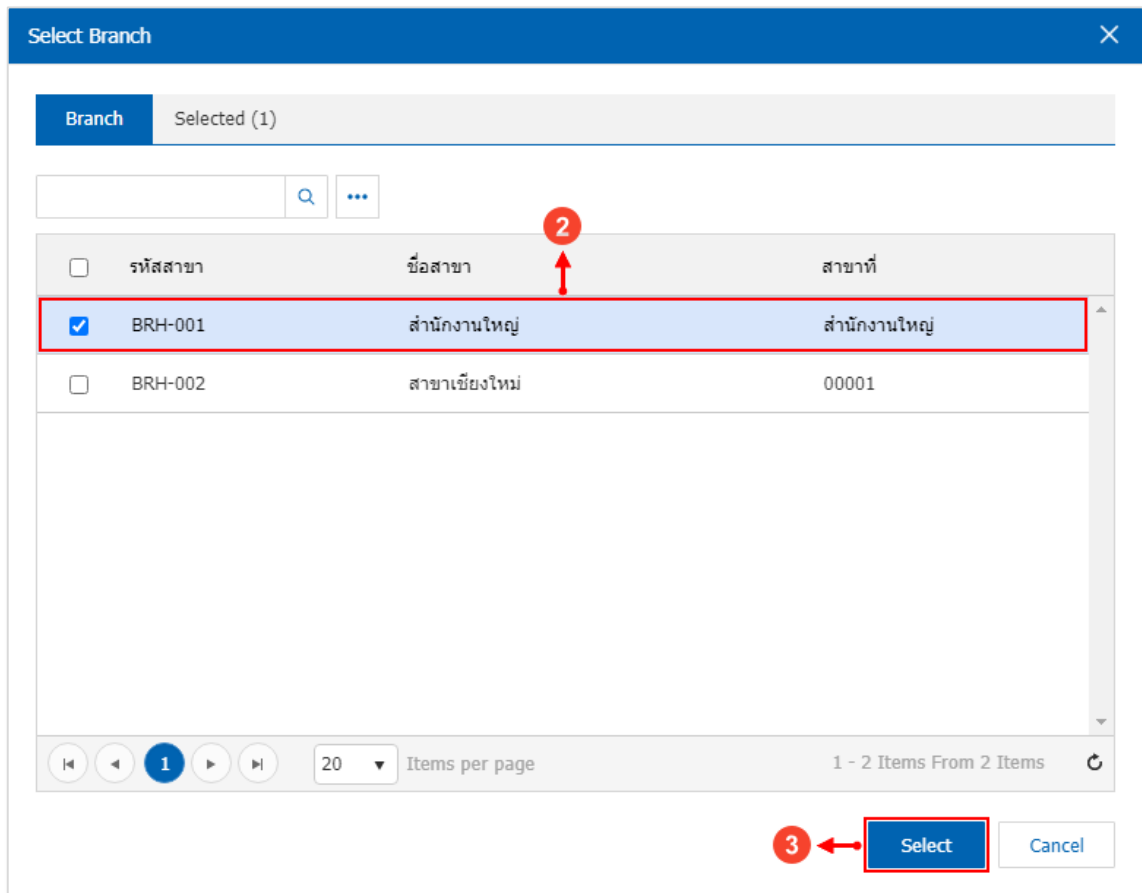 Select Branch
Branch Selected (1)
2
รหัสสาขา ชื่อสาขา สาขาที่
BRH-001 สำนักงานใหญ่ สำนักงานใหญ่
BRH-002 สาขาเชียงใหม่ 00001
1 20 Items per page 1 - 2 Items From 2 Items
3 Select Cancel